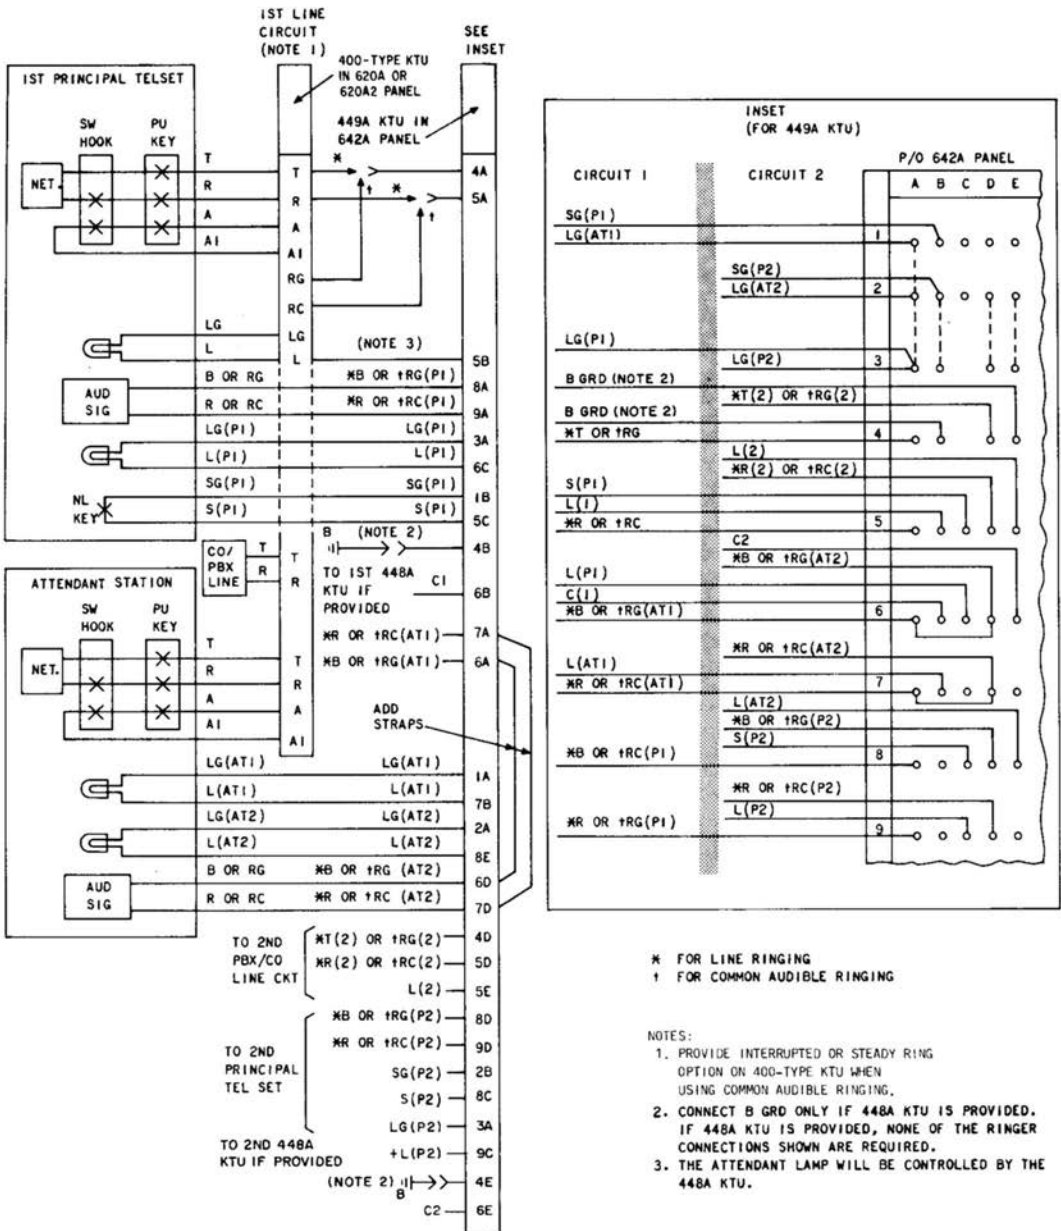 1ST LINE
CIRCUIT
(NOTE 1)
SEE
INSET
400-TYPE KTU
IN 620A OR
620A2 PANEL
449A KTU IN
642A PANEL
1ST PRINCIPAL TELSET
SW
HOOK
PU
KEY
NET.
T
R
A
A1
T
R
A
A1
RG
RC
LG
L
* †
* †
4A
5A
LG
L
(NOTE 3)
5B
AUD
SIG
B OR RG
*B OR †RG(P1)
8A
R OR RC
*R OR †RC(P1)
9A
LG(P1)
LG(P1)
3A
L(P1)
L(P1)
6C
NL
KEY
SG(P1)
SG(P1)
1B
S(P1)
S(P1)
5C
CO/
PBX
LINE
T
R
T
R
B
(NOTE 2)
4B
TO 1ST 448A
KTU IF
PROVIDED
C1
6B
ATTENDANT STATION
SW
HOOK
PU
KEY
NET.
T
R
A
A1
T
R
A
A1
*R OR †RC(AT1)
7A
*B OR †RG(AT1)
6A
ADD
STRAPS
LG(AT1)
LG(AT1)
1A
L(AT1)
L(AT1)
7B
LG(AT2)
LG(AT2)
2A
L(AT2)
L(AT2)
8E
AUD
SIG
B OR RG
*B OR †RG (AT2)
6D
R OR RC
*R OR †RC (AT2)
7D
TO 2ND
PBX/CO
LINE CKT
*T(2) OR †RG(2)
4D
*R(2) OR †RC(2)
5D
L(2)
5E
TO 2ND
PRINCIPAL
TEL SET
*B OR †RG(P2)
8D
*R OR †RC(P2)
9D
SG(P2)
2B
S(P2)
8C
LG(P2)
3A
TO 2ND 448A
KTU IF PROVIDED
+L(P2)
9C
(NOTE 2)
B
4E
C2
6E
INSET
(FOR 449A KTU)
CIRCUIT 1
CIRCUIT 2
P/O 642A PANEL
A B C D E
SG(P1)
LG(AT1)
1
SG(P2)
LG(AT2)
2
LG(P1)
LG(P2)
3
B GRD (NOTE 2)
*T(2) OR †RG(2)
B GRD (NOTE 2)
*T OR †RG
4
L(2)
*R(2) OR †RC(2)
S(P1)
L(1)
*R OR †RC
5
C2
*B OR †RG(AT2)
L(P1)
C(1)
*B OR †RG(AT1)
6
*R OR †RC(AT2)
L(AT1)
*R OR †RC(AT1)
7
L(AT2)
*B OR †RG(P2)
S(P2)
*B OR †RC(P1)
8
*R OR †RC(P2)
L(P2)
*R OR †RG(P1)
9
* FOR LINE RINGING
† FOR COMMON AUDIBLE RINGING
NOTES:
1. PROVIDE INTERRUPTED OR STEADY RING
OPTION ON 400-TYPE KTU WHEN
USING COMMON AUDIBLE RINGING.
2. CONNECT B GRD ONLY IF 448A KTU IS PROVIDED.
IF 448A KTU IS PROVIDED, NONE OF THE RINGER
CONNECTIONS SHOWN ARE REQUIRED.
3. THE ATTENDANT LAMP WILL BE CONTROLLED BY THE
448A KTU.